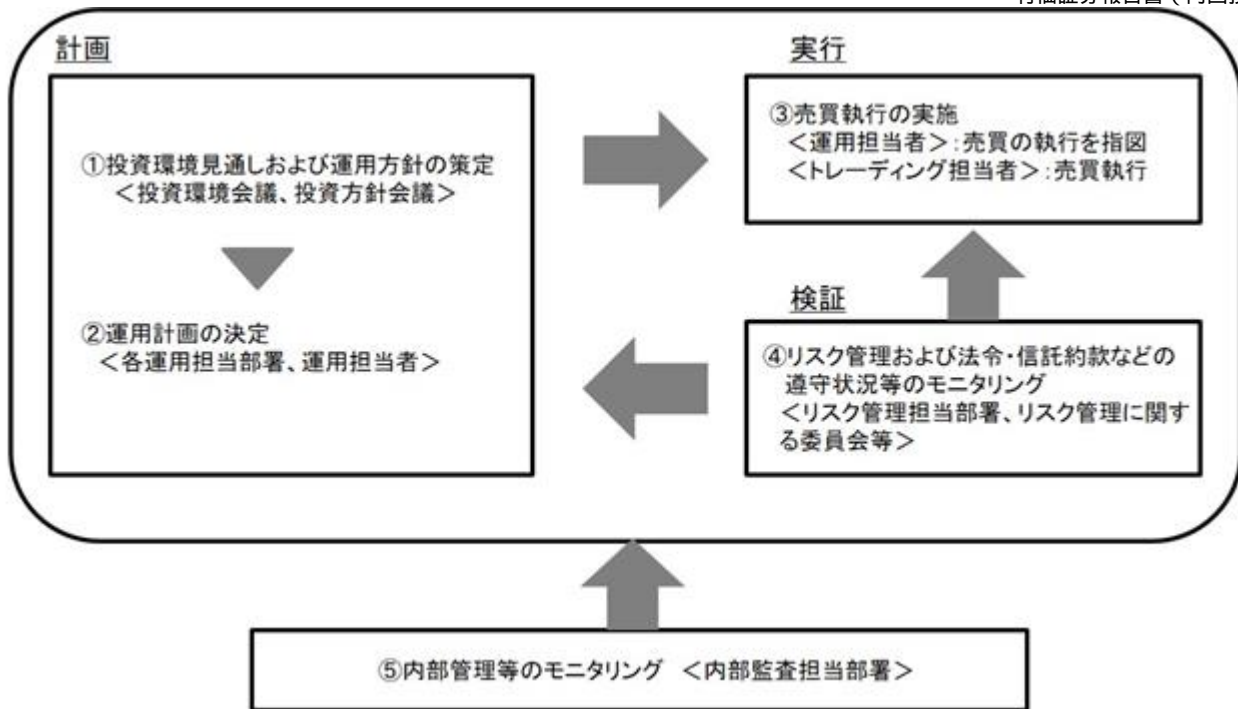 計画
①投資環境見通しおよび運用方針の策定
＜投資環境会議、投資方針会議＞
②運用計画の決定
＜各運用担当部署、運用担当者＞
実行
③売買執行の実施
＜運用担当者＞：売買の執行を指図
＜トレーディング担当者＞：売買執行
検証
④リスク管理および法令・信託約款などの
遵守状況等のモニタリング
＜リスク管理担当部署、リスク管理に関す
る委員会等＞
⑤内部管理等のモニタリング ＜内部監査担当部署＞